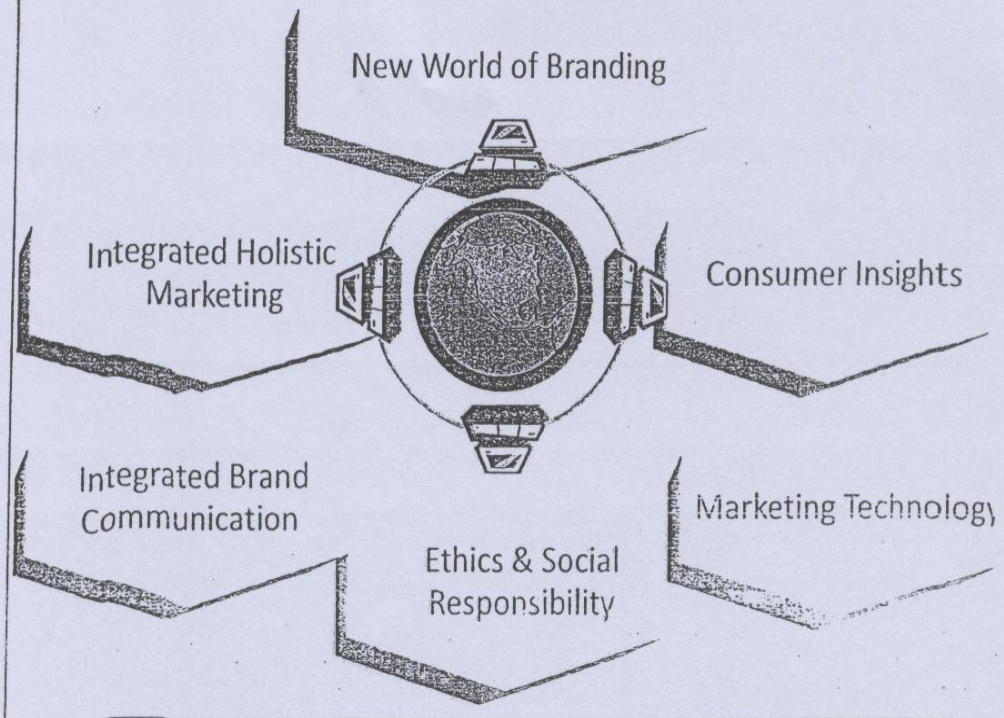 New World of Branding
Integrated Holistic
Marketing
Consumer Insights
Integrated Brand
Communication
Marketing Technology
Ethics & Social
Responsibility